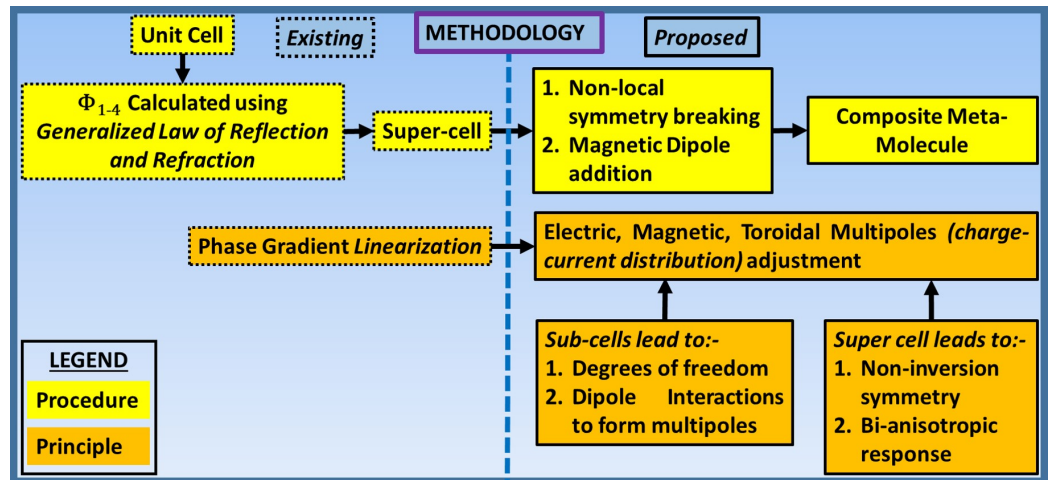 Unit Cell
Existing
METHODOLOGY
Proposed
Φ1-4 Calculated using
Generalized Law of Reflection
and Refraction
Super-cell
1. Non-local
symmetry breaking
2. Magnetic Dipole
addition
Composite Meta-
Molecule
Phase Gradient Linearization
Electric, Magnetic, Toroidal Multipoles (charge-
current distribution) adjustment
LEGEND
Procedure
Principle
Sub-cells lead to:-
1. Degrees of freedom
2. Dipole Interactions
to form multipoles
Super cell leads to:-
1. Non-inversion
symmetry
2. Bi-anisotropic
response